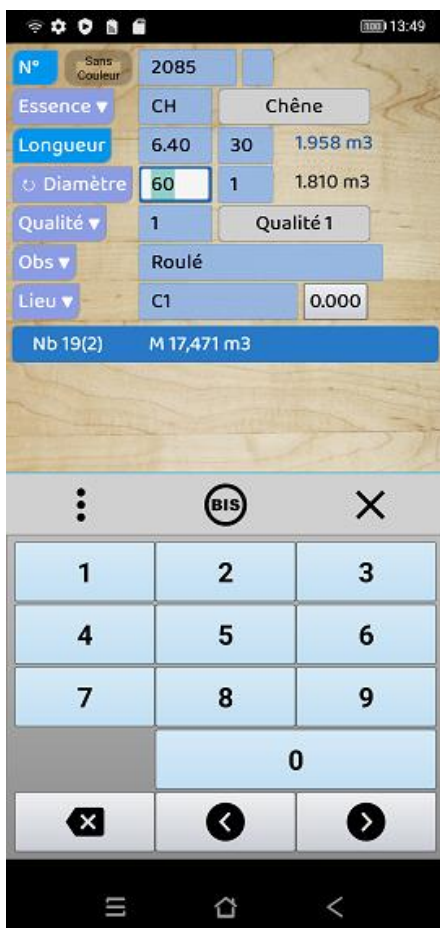 100 13:49
N° Sans Couleur 2085
Essence ▼ CH Chêne
Longueur 6.40 30 1.958 m3
↻ Diamètre 60 1 1.810 m3
Qualité ▼ 1 Qualité 1
Obs ▼ Roulé
Lieu ▼ C1 0.000
Nb 19(2) M 17,471 m3
BIS
1 2 3
4 5 6
7 8 9
0